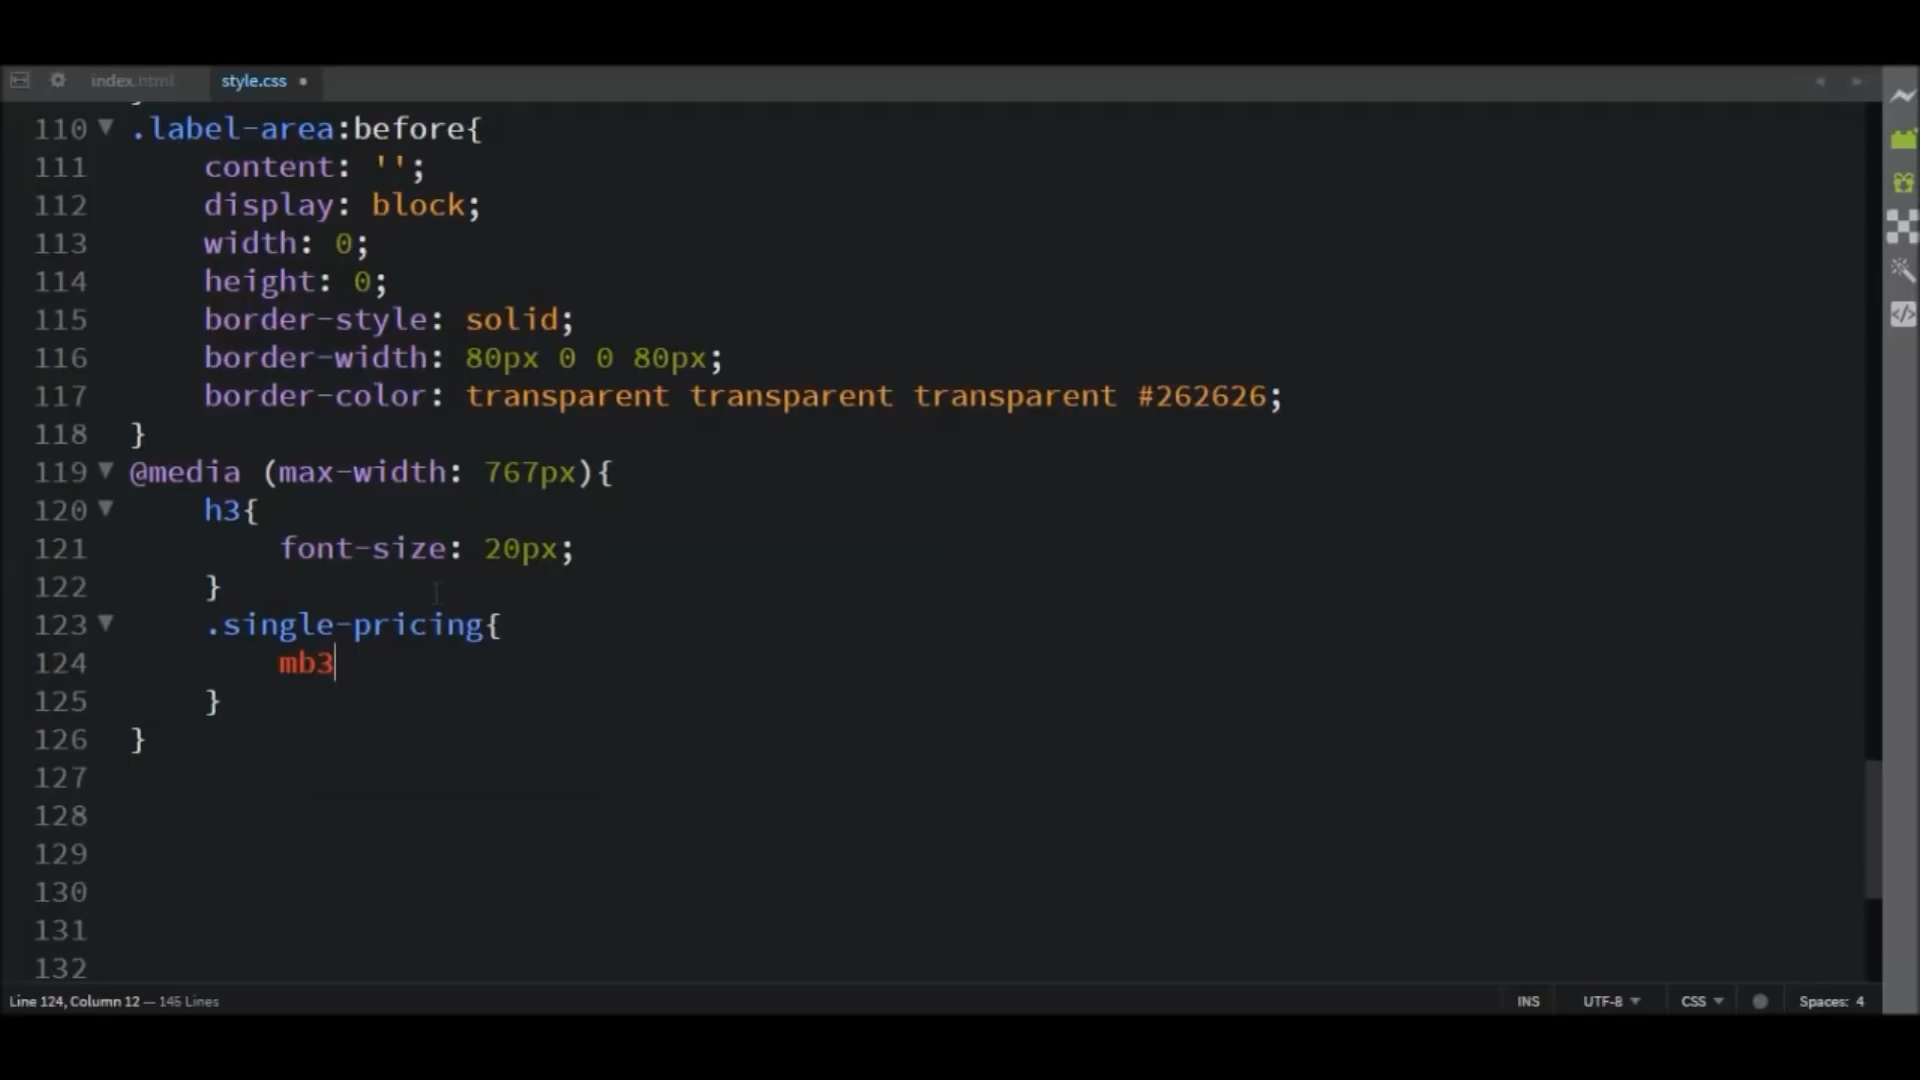 index.html
style.css
110 .label-area:before{
111 content: '';
112 display: block;
113 width: 0;
114 height: 0;
115 border-style: solid;
116 border-width: 80px 0 0 80px;
117 border-color: transparent transparent transparent #262626;
118 }
119 @media (max-width: 767px){
120 h3{
121 font-size: 20px;
122 }
123 .single-pricing{
124 mb3
125 }
126 }
127
128
129
130
131
132
Line 124, Column 12 — 145 Lines
INS
UTF-8
CSS
Spaces: 4